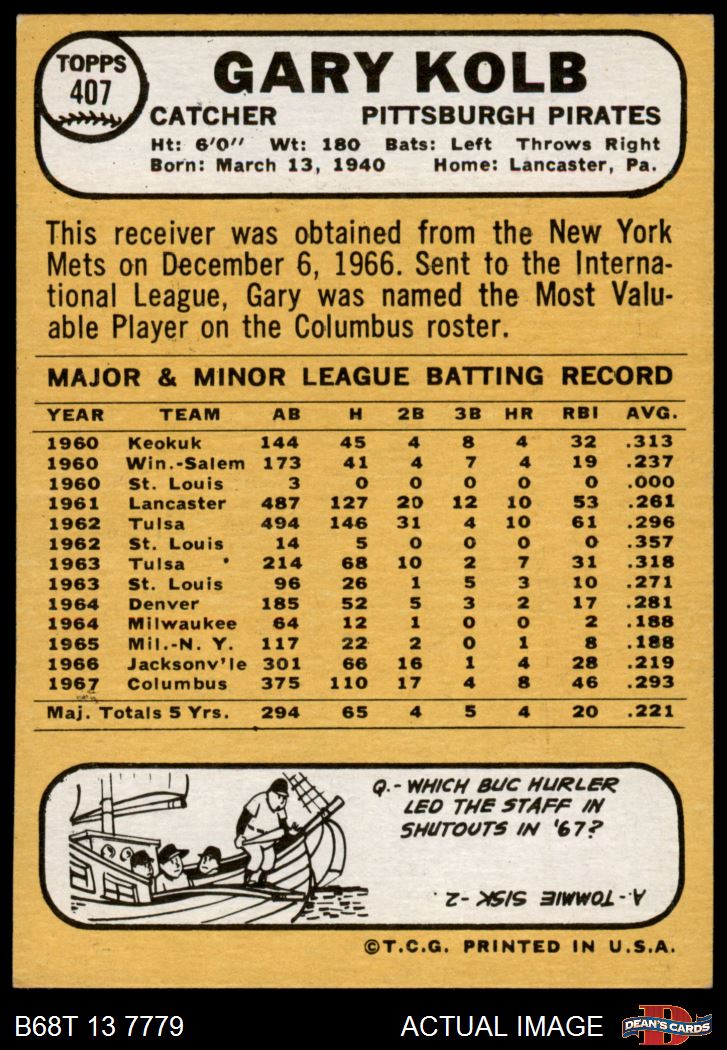 TOPPS
407
GARY KOLB
CATCHER PITTSBURGH PIRATES
Ht: 6'0" Wt: 180 Bats: Left Throws Right
Born: March 13, 1940 Home: Lancaster, Pa.
This receiver was obtained from the New York
Mets on December 6, 1966. Sent to the Interna-
tional League, Gary was named the Most Valu-
able Player on the Columbus roster.
MAJOR & MINOR LEAGUE BATTING RECORD
YEAR TEAM AB H 2B 3B HR RBI AVG.
1960 Keokuk 144 45 4 8 4 32 .313
1960 Win.-Salem 173 41 4 7 4 19 .237
1960 St. Louis 3 0 0 0 0 0 .000
1961 Lancaster 487 127 20 12 10 53 .261
1962 Tulsa 494 146 31 4 10 61 .296
1962 St. Louis 14 5 0 0 0 0 .357
1963 Tulsa 214 68 10 2 7 31 .318
1963 St. Louis 96 26 1 5 3 10 .271
1964 Denver 185 52 5 3 2 17 .281
1964 Milwaukee 64 12 1 0 0 2 .188
1965 Mil.-N. Y. 117 22 2 0 1 8 .188
1966 Jacksonv'le 301 66 16 1 4 28 .219
1967 Columbus 375 110 17 4 8 46 .293
Maj. Totals 5 Yrs. 294 65 4 5 4 20 .221
Q.- WHICH BUC HURLER
LED THE STAFF IN
SHUTOUTS IN '67?
A- TOMMIE SISK - 2.
©T.C.G. PRINTED IN U.S.A.
B68T 13 7779 ACTUAL IMAGE D DEAN'S CARDS